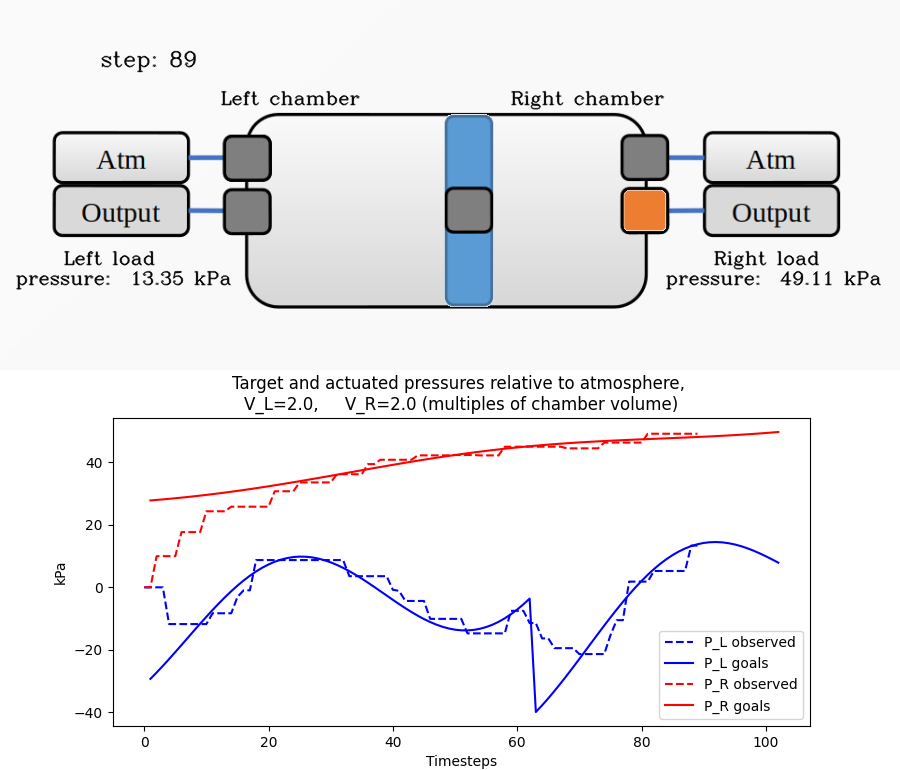 step: 89
Left chamber
Right chamber
Atm
Atm
Output
Output
Left load
pressure: 13.35 kPa
Right load
pressure: 49.11 kPa
Target and actuated pressures relative to atmosphere,
V_L=2.0, V_R=2.0 (multiples of chamber volume)
kPa
40
20
0
−20
−40
P_L observed
P_L goals
P_R observed
P_R goals
0 20 40 60 80 100
Timesteps